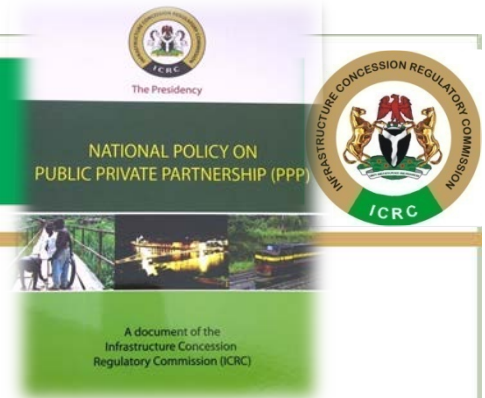 ICRC
The Presidency
NATIONAL POLICY ON
PUBLIC PRIVATE PARTNERSHIP (PPP)
A document of the
Infrastructure Concession
Regulatory Commission (ICRC)
INFRASTRUCTURE CONCESSION REGULATORY COMMISSION
ICRC